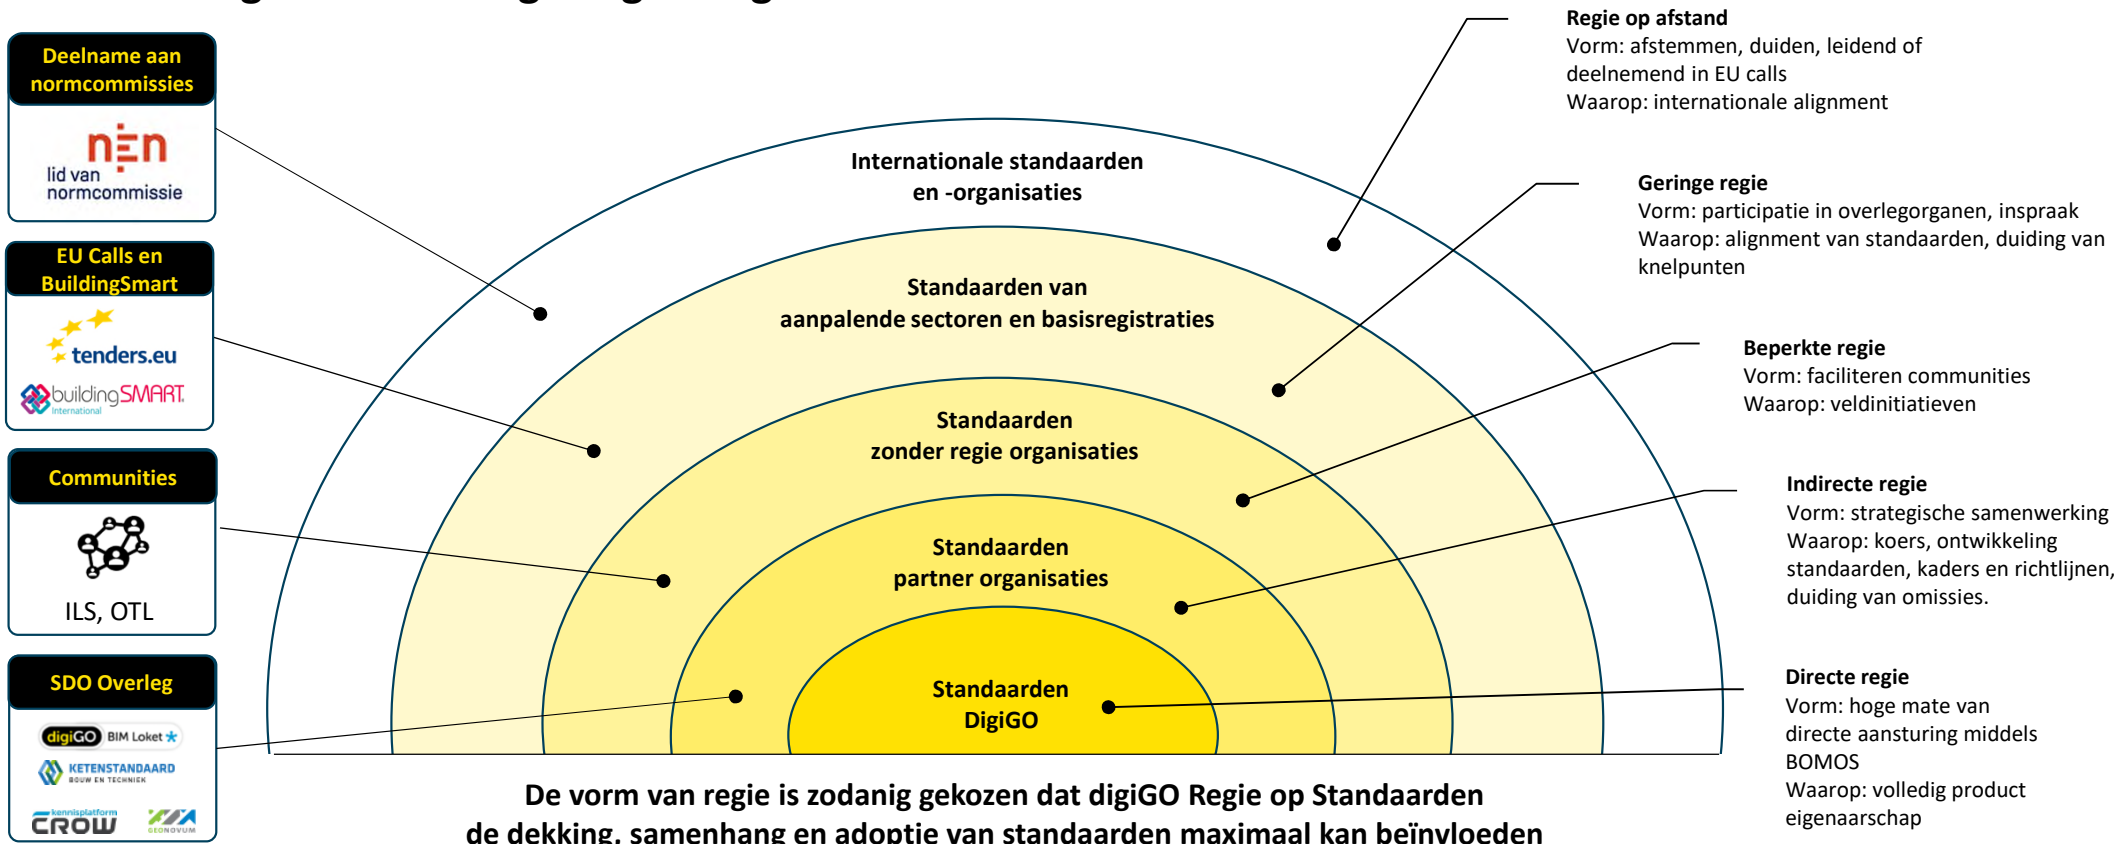 Deelname aan
normcommissies
nen
lid van
normcommissie
EU Calls en
BuildingSmart
tenders.eu
buildingSMART
International
Communities
ILS, OTL
SDO Overleg
digiGO BIM Loket
KETENSTANDAARD
BOUW EN TECHNIEK
kennisplatform
CROW
GEONOVUM
Internationale standaarden
en -organisaties
Standaarden van
aanpalende sectoren en basisregistraties
Standaarden
zonder regie organisaties
Standaarden
partner organisaties
Standaarden
DigiGO
Regie op afstand
Vorm: afstemmen, duiden, leidend of
deelnemend in EU calls
Waarop: internationale alignment
Geringe regie
Vorm: participatie in overlegorganen, inspraak
Waarop: alignment van standaarden, duiding van
knelpunten
Beperkte regie
Vorm: faciliteren communities
Waarop: veldinitiatieven
Indirecte regie
Vorm: strategische samenwerking
Waarop: koers, ontwikkeling
standaarden, kaders en richtlijnen,
duiding van omissies.
Directe regie
Vorm: hoge mate van
directe aansturing middels
BOMOS
Waarop: volledig product
eigenaarschap
De vorm van regie is zodanig gekozen dat digiGO Regie op Standaarden
de dekking, samenhang en adoptie van standaarden maximaal kan beïnvloeden